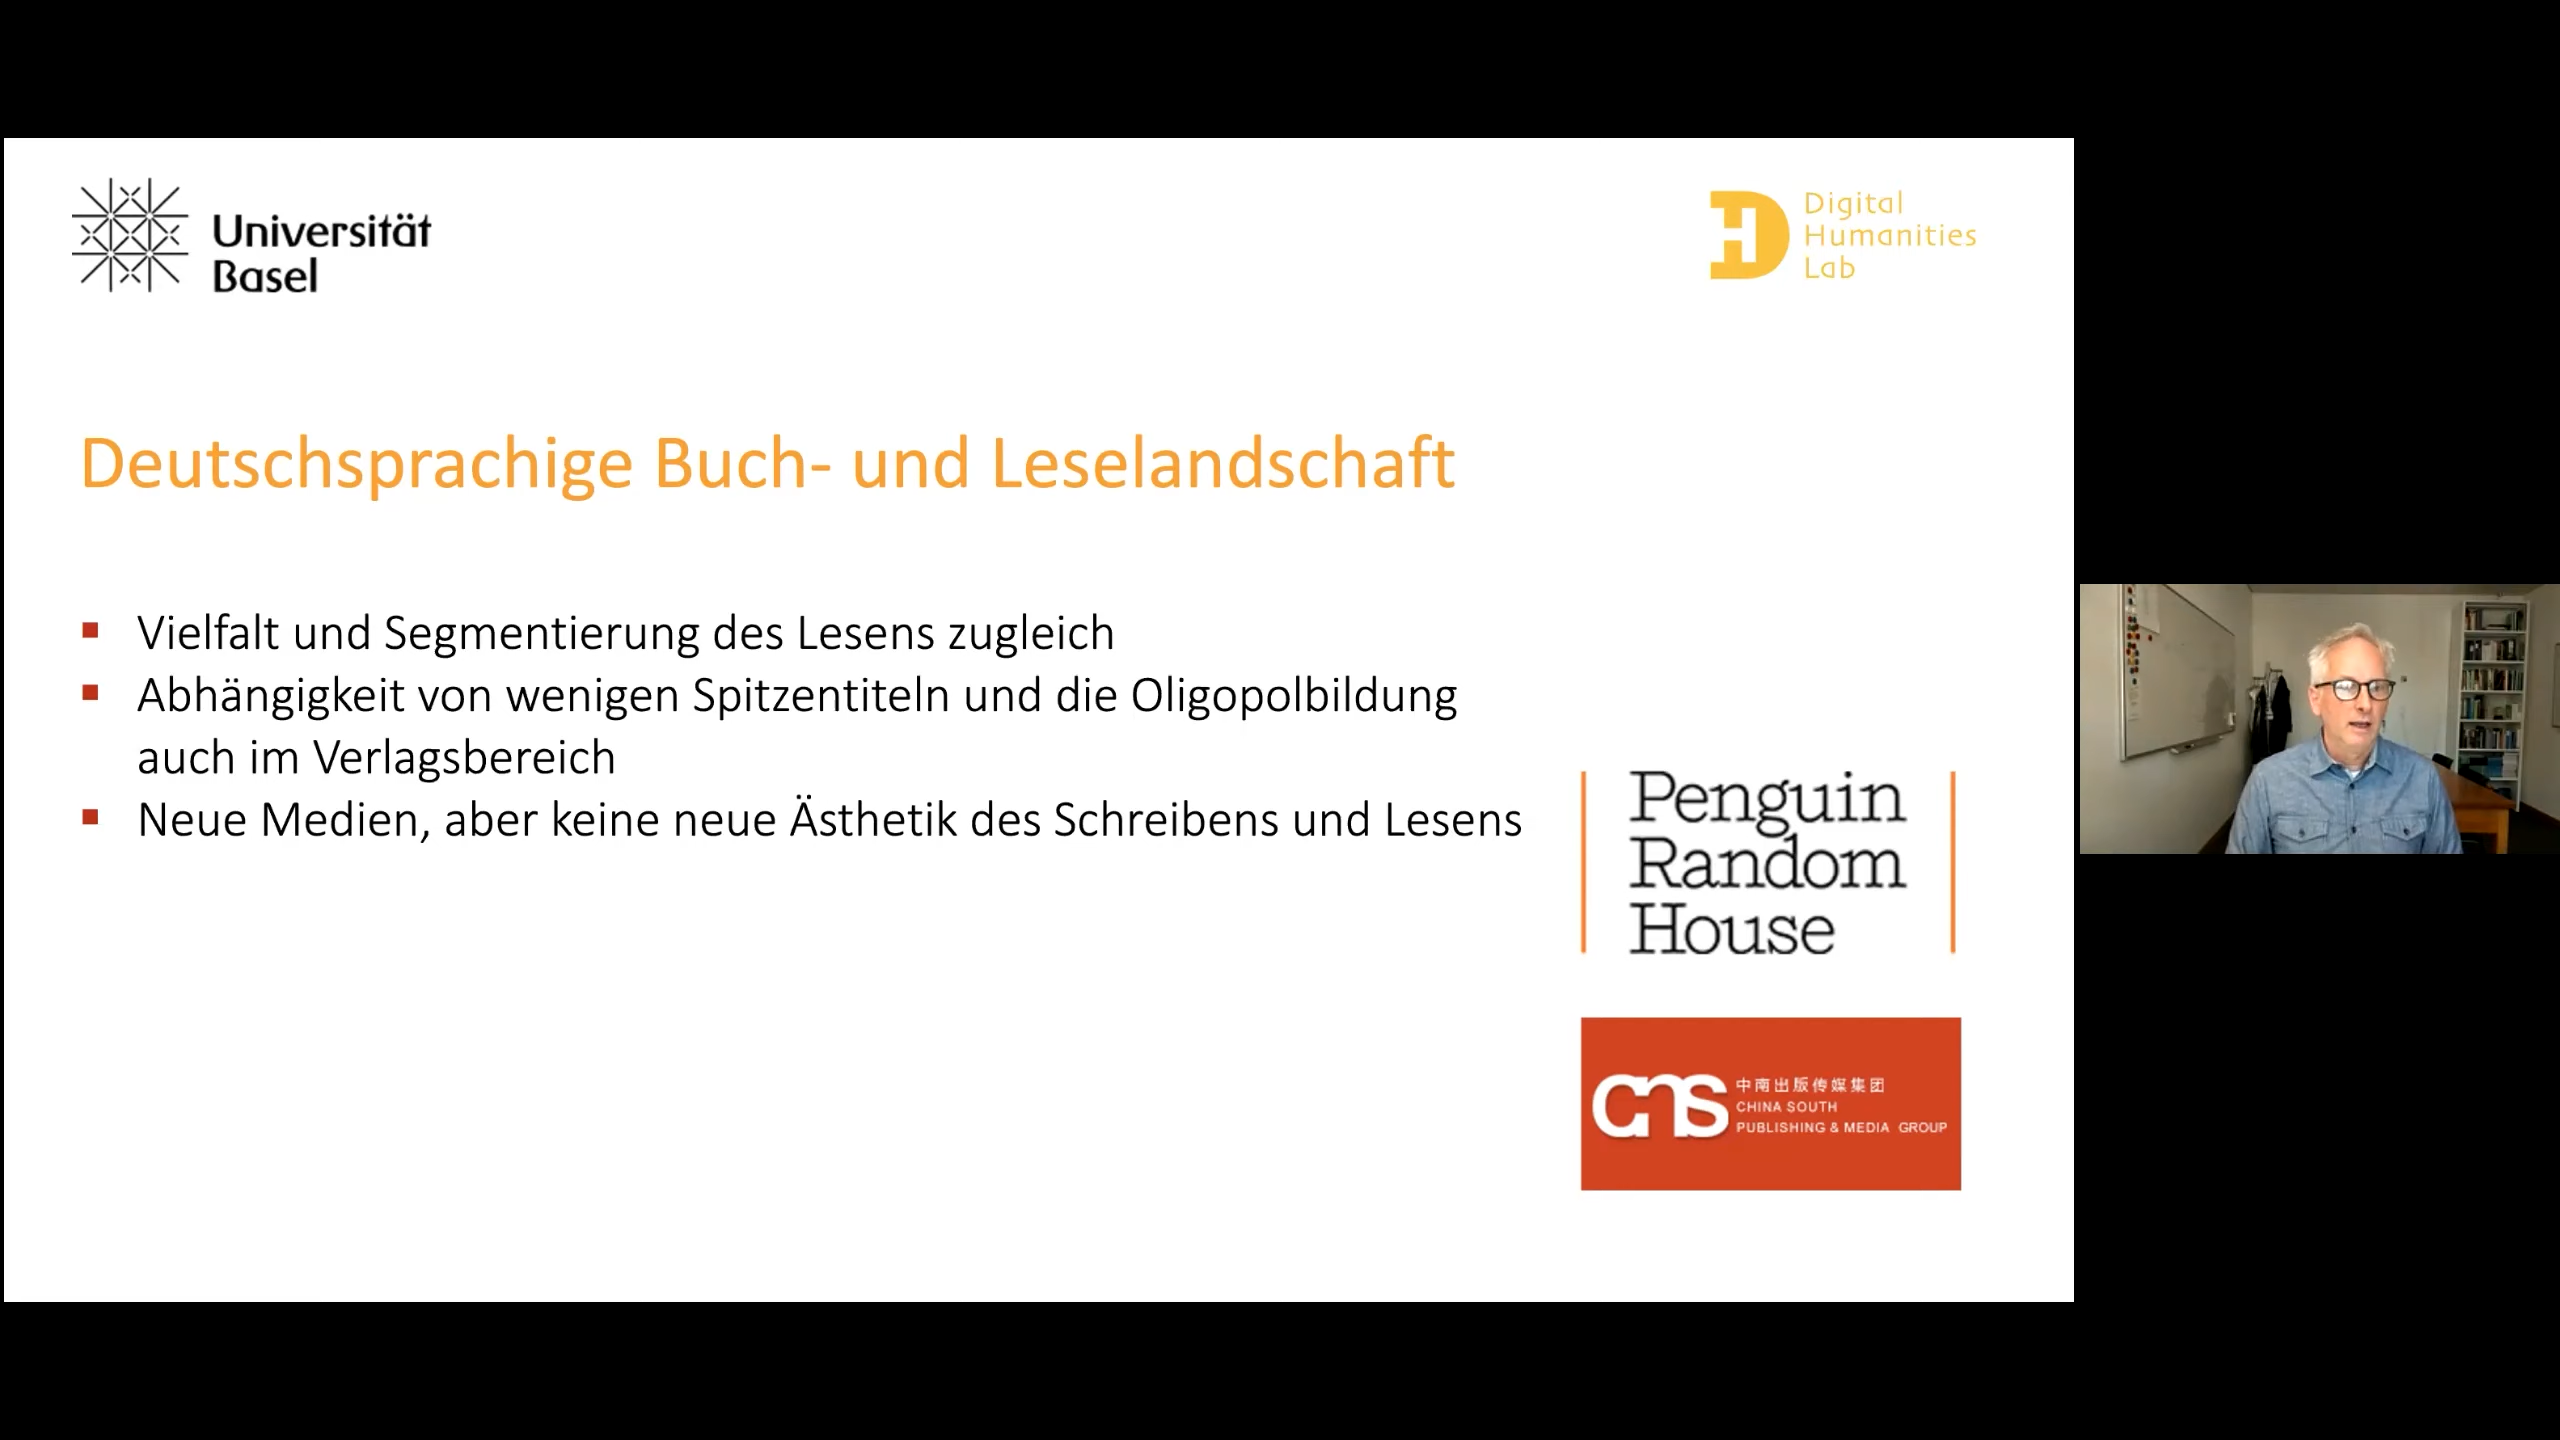 Universität
Basel
Digital
Humanities
Lab
Deutschsprachige Buch- und Leselandschaft
Vielfalt und Segmentierung des Lesens zugleich
Abhängigkeit von wenigen Spitzentiteln und die Oligopolbildung
auch im Verlagsbereich
Neue Medien, aber keine neue Ästhetik des Schreibens und Lesens
Penguin
Random
House
cns
中南出版传媒集团
CHINA SOUTH
PUBLISHING & MEDIA GROUP